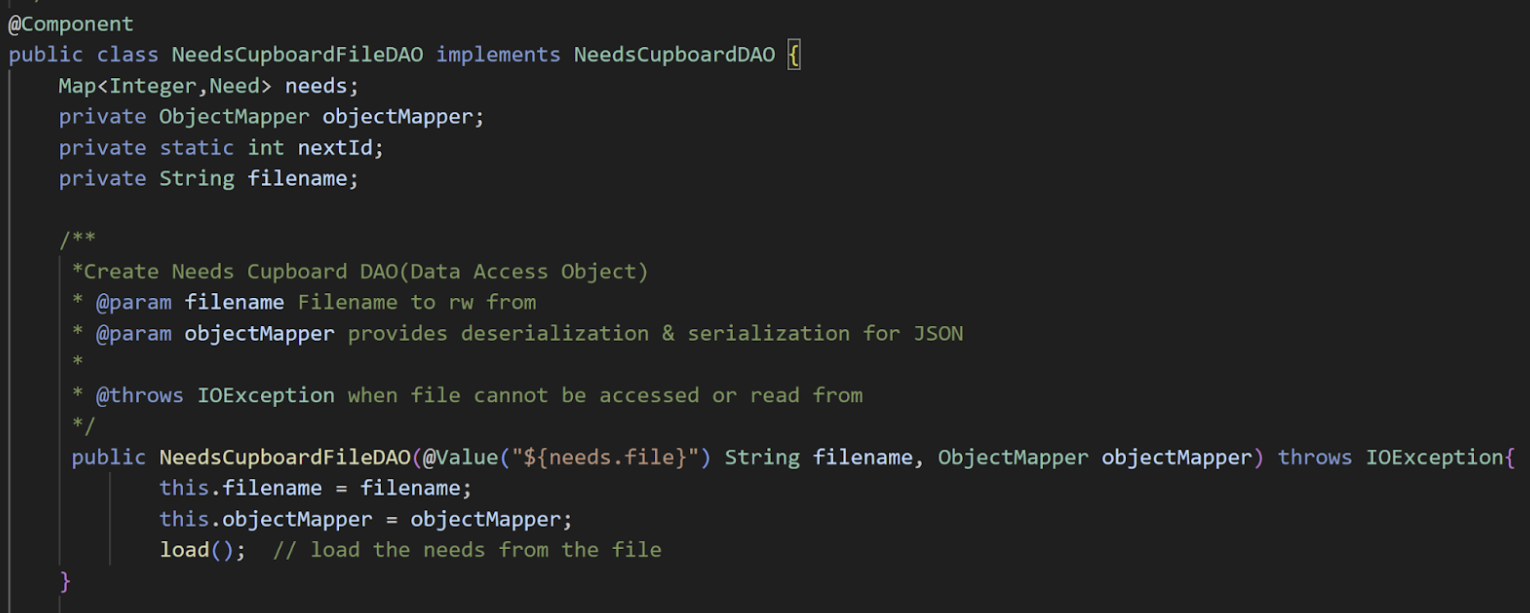 @Component
public class NeedsCupboardFileDAO implements NeedsCupboardDAO {
Map<Integer,Need> needs;
private ObjectMapper objectMapper;
private static int nextId;
private String filename;
/**
*Create Needs Cupboard DAO(Data Access Object)
* @param filename Filename to rw from
* @param objectMapper provides deserialization & serialization for JSON
*
* @throws IOException when file cannot be accessed or read from
*/
public NeedsCupboardFileDAO(@Value("${needs.file}") String filename, ObjectMapper objectMapper) throws IOException{
this.filename = filename;
this.objectMapper = objectMapper;
load();  // load the needs from the file
}